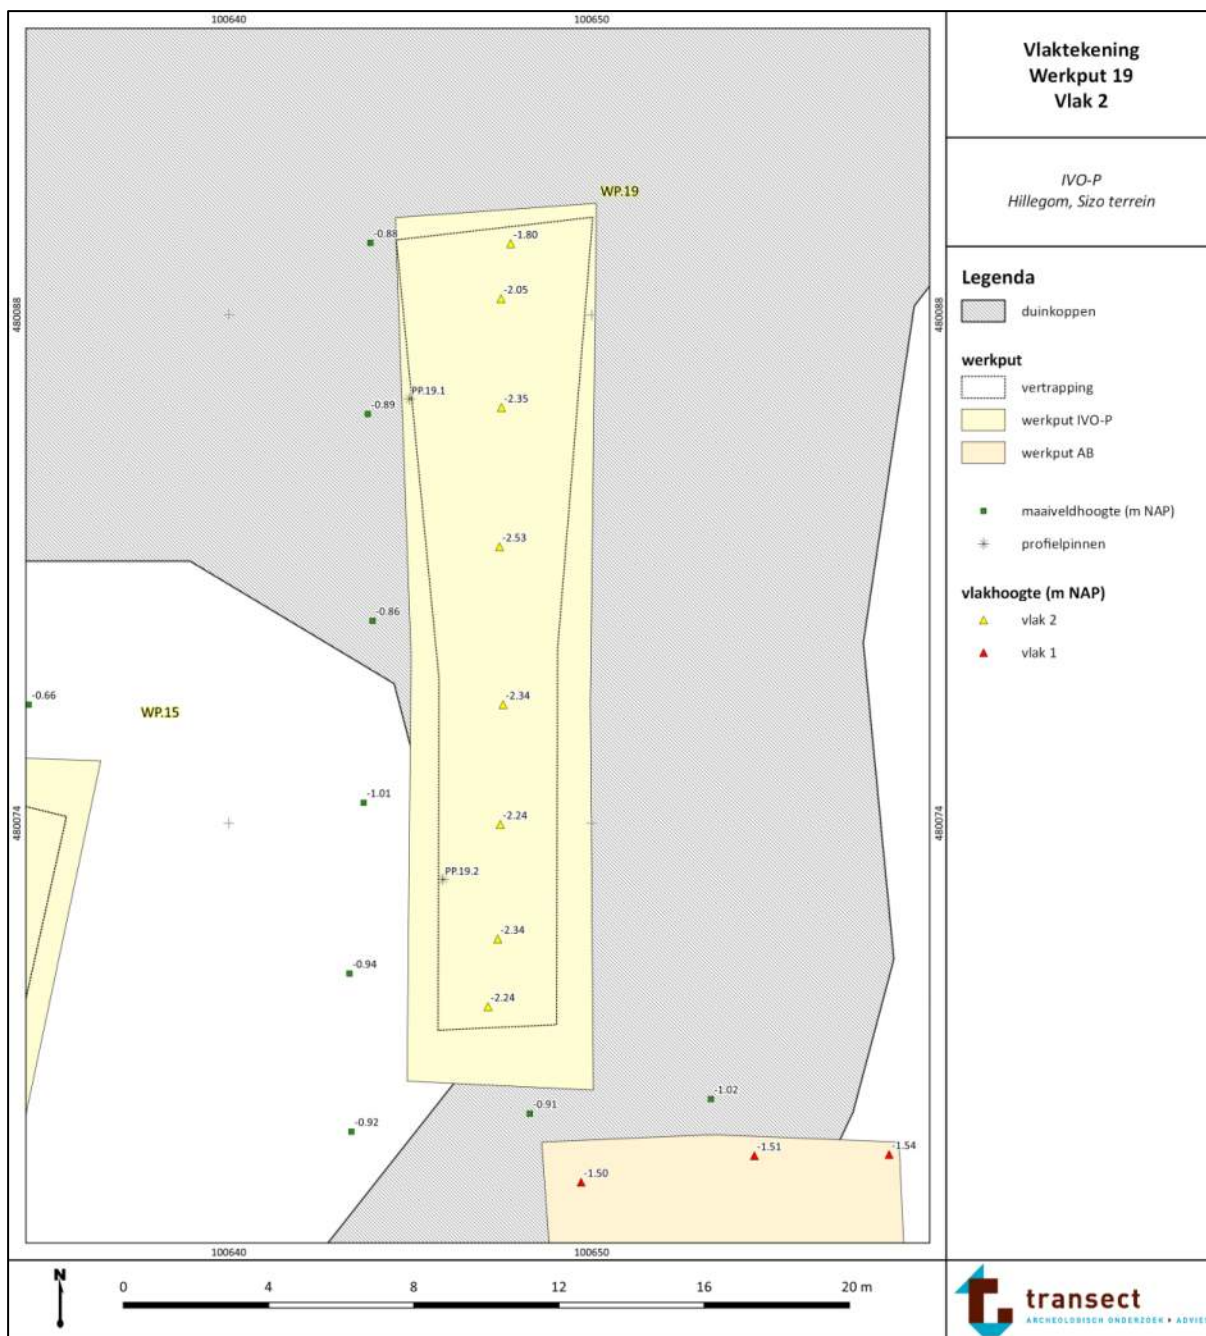 100640
100650
Vlaktekening
Werkput 19
Vlak 2
IVO-P
Hillegom, Sizo terrein
WP.19
-0.88
-1.80
-2.05
480088
480088
Legenda
duinkoppen
werkput
vertrapping
werkput IVO-P
werkput AB
maaiveldhoogte (m NAP)
profielpinnen
vlakhoogte (m NAP)
vlak 2
vlak 1
PP.19.1
-0.89
-2.35
-2.53
-0.86
-0.66
WP.15
-2.34
-1.01
-2.24
480074
480074
PP.19.2
-2.34
-0.94
-2.24
-0.91
-1.02
-0.92
-1.51
-1.54
-1.50
100640
100650
N
0 4 8 12 16 20 m
transect
ARCHEOLOGISCH ONDERZOEK ▸ ADVIES